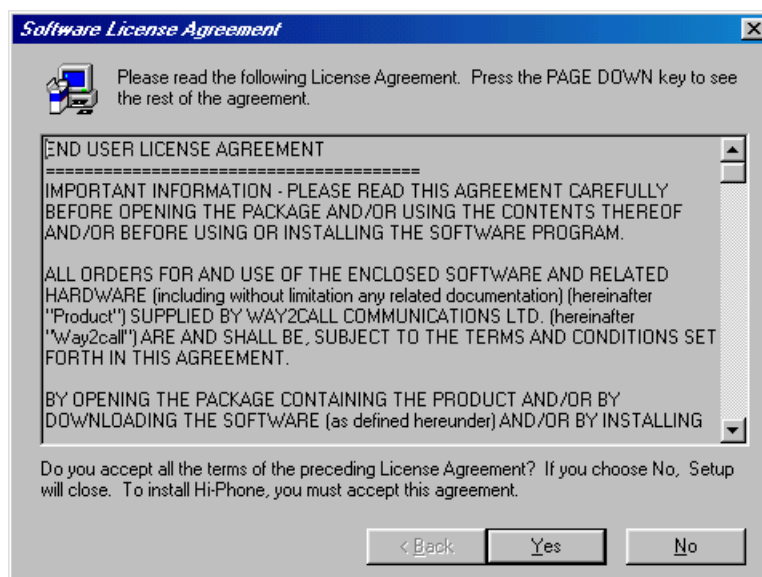 Software License Agreement
Please read the following License Agreement. Press the PAGE DOWN key to see
the rest of the agreement.
END USER LICENSE AGREEMENT
=======================================
IMPORTANT INFORMATION - PLEASE READ THIS AGREEMENT CAREFULLY
BEFORE OPENING THE PACKAGE AND/OR USING THE CONTENTS THEREOF
AND/OR BEFORE USING OR INSTALLING THE SOFTWARE PROGRAM.
ALL ORDERS FOR AND USE OF THE ENCLOSED SOFTWARE AND RELATED
HARDWARE (including without limitation any related documentation) (hereinafter
"Product") SUPPLIED BY WAY2CALL COMMUNICATIONS LTD. (hereinafter
"Way2call") ARE AND SHALL BE, SUBJECT TO THE TERMS AND CONDITIONS SET
FORTH IN THIS AGREEMENT.
BY OPENING THE PACKAGE CONTAINING THE PRODUCT AND/OR BY
DOWNLOADING THE SOFTWARE (as defined hereunder) AND/OR BY INSTALLING
Do you accept all the terms of the preceding License Agreement? If you choose No, Setup
will close. To install Hi-Phone, you must accept this agreement.
< Back Yes No